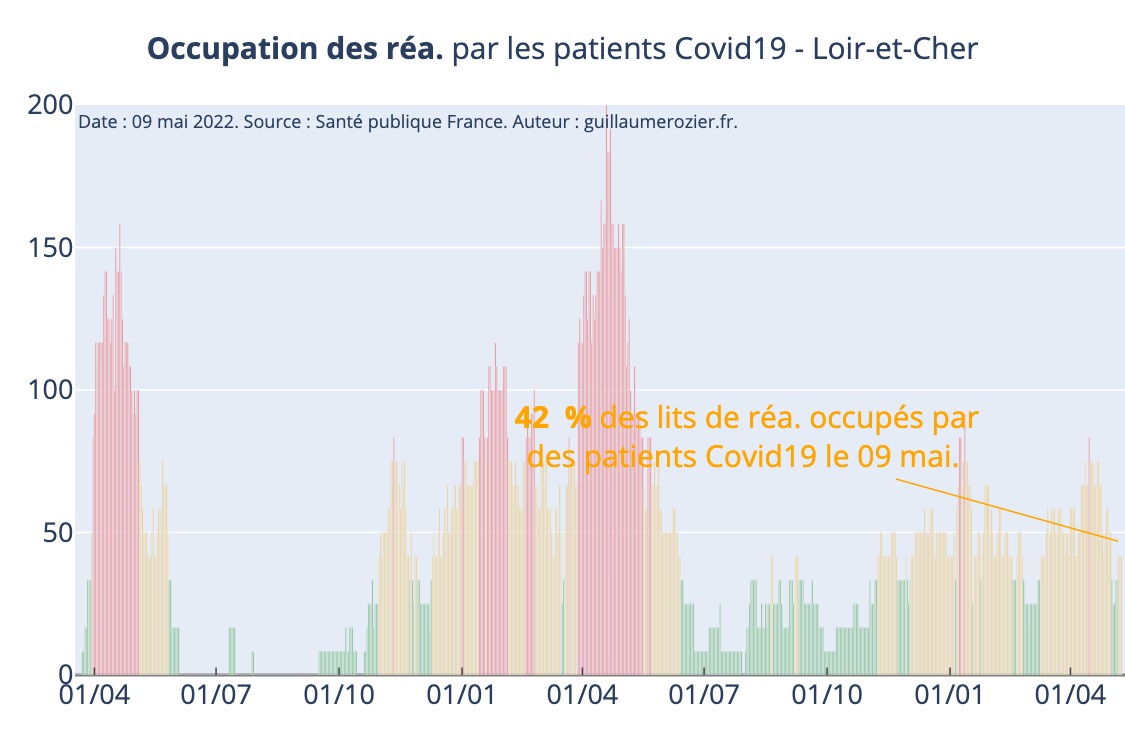 Occupation des réa. par les patients Covid19 - Loir-et-Cher
200
Date : 09 mai 2022. Source : Santé publique France. Auteur : guillaumerozier.fr.
150
100
42 % des lits de réa. occupés par
des patients Covid19 le 09 mai.
50
0
01/04 01/07 01/10 01/01 01/04 01/07 01/10 01/01 01/04